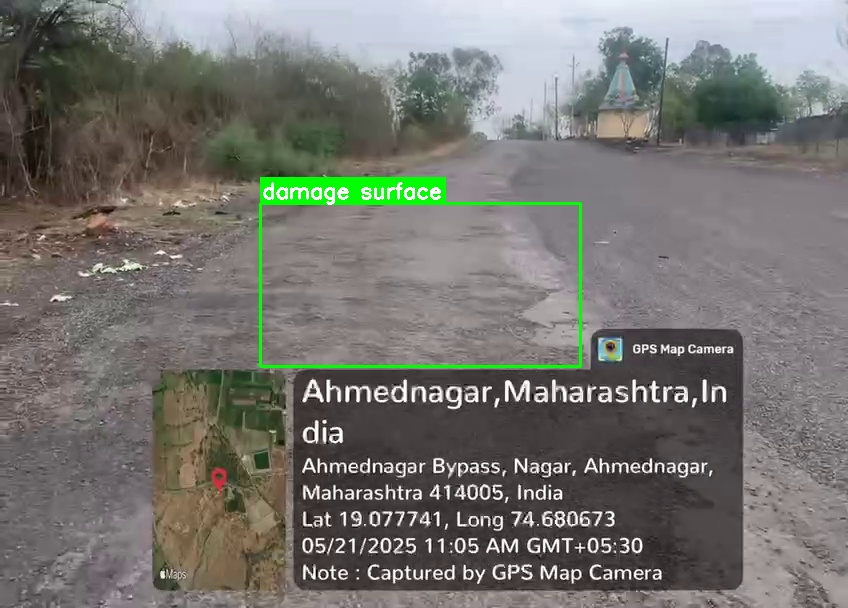 damage surface
GPS Map Camera
Ahmednagar,Maharashtra,In
dia
Ahmednagar Bypass, Nagar, Ahmednagar,
Maharashtra 414005, India
Lat 19.077741, Long 74.680673
05/21/2025 11:05 AM GMT+05:30
Note : Captured by GPS Map Camera
Maps